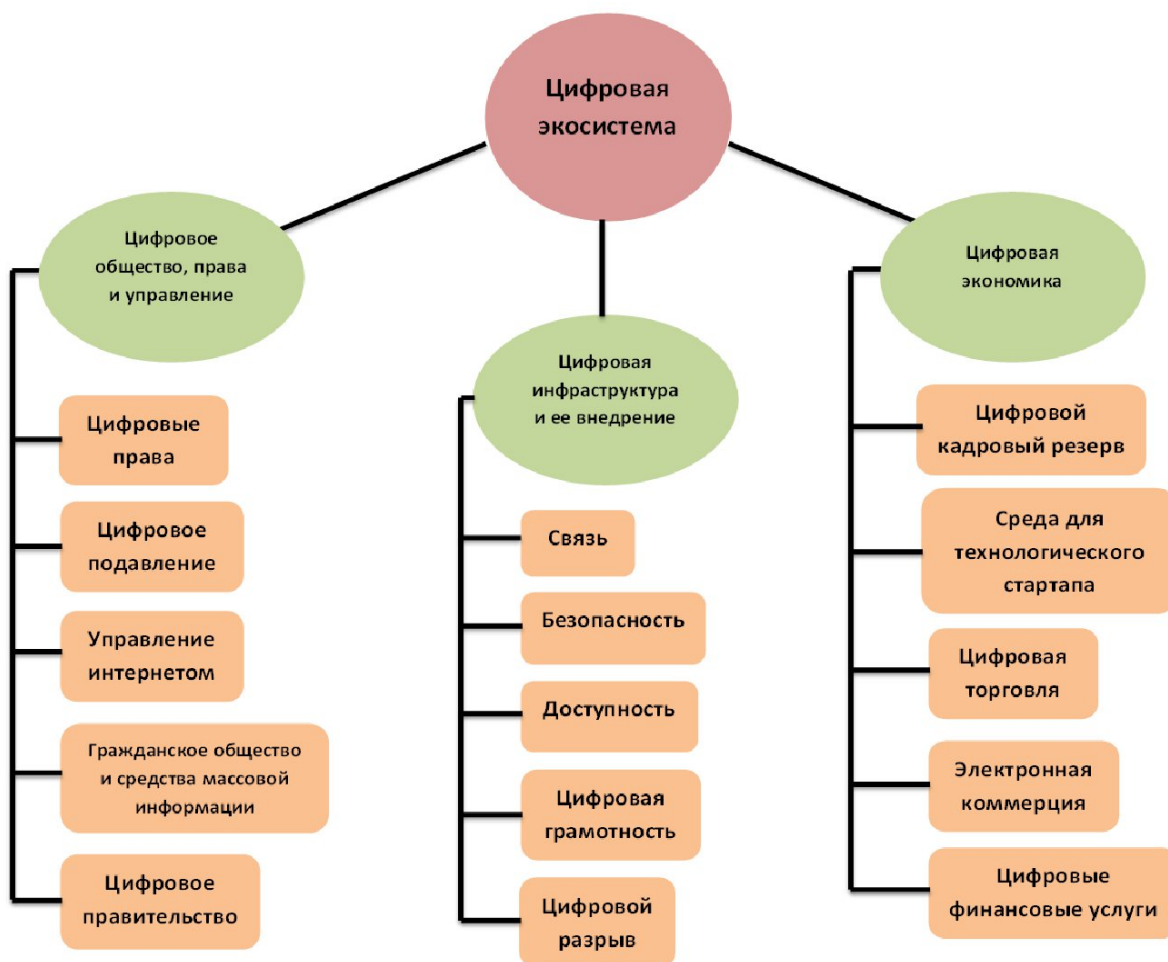 Цифровая
экосистема
Цифровое
общество, права
и управление
Цифровые
права
Цифровое
подавление
Управление
интернетом
Гражданское общество
и средства массовой
информации
Цифровое
правительство
Цифровая
инфраструктура
и ее внедрение
Связь
Безопасность
Доступность
Цифровая
грамотность
Цифровой
разрыв
Цифровая
экономика
Цифровой
кадровый резерв
Среда для
технологического
стартапа
Цифровая
торговля
Электронная
коммерция
Цифровые
финансовые услуги